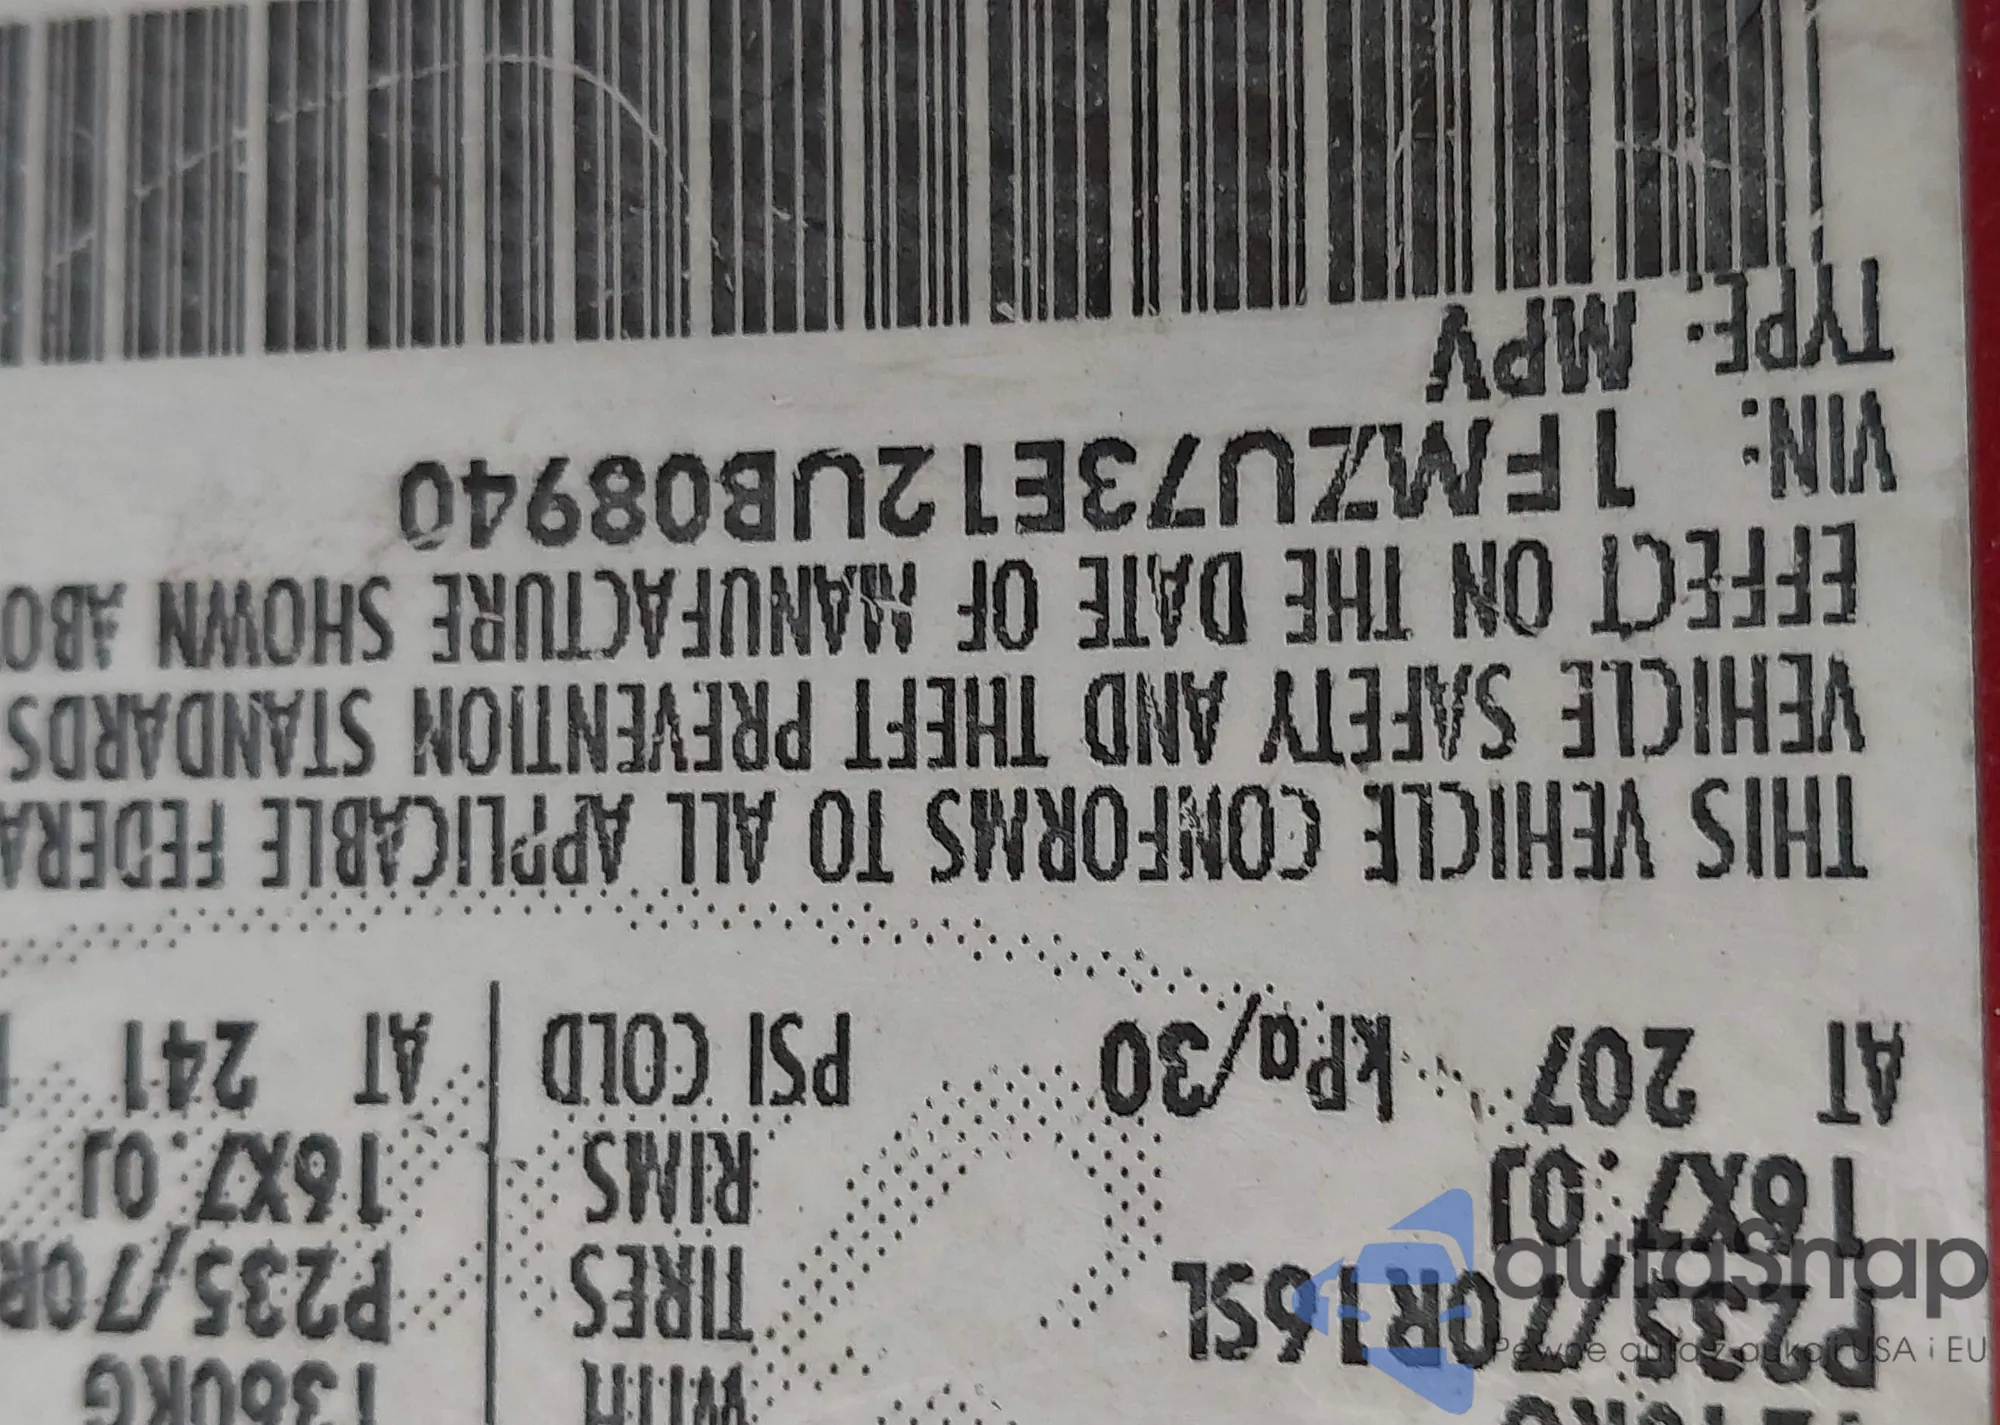 WITH 1360KG
P235/70R16SL TIRES P235/70R
16X7.0J RIMS 16X7.0J
AT 207 kPa/30 PSI COLD AT 241
THIS VEHICLE CONFORMS TO ALL APPLICABLE FEDERA
VEHICLE SAFETY AND THEFT PREVENTION STANDARDS
EFFECT ON THE DATE OF MANUFACTURE SHOWN ABO
VIN: 1FMZU73E12UB08940
TYPE: MPV
autaSnap
Pewne auta z aukcji USA i EU